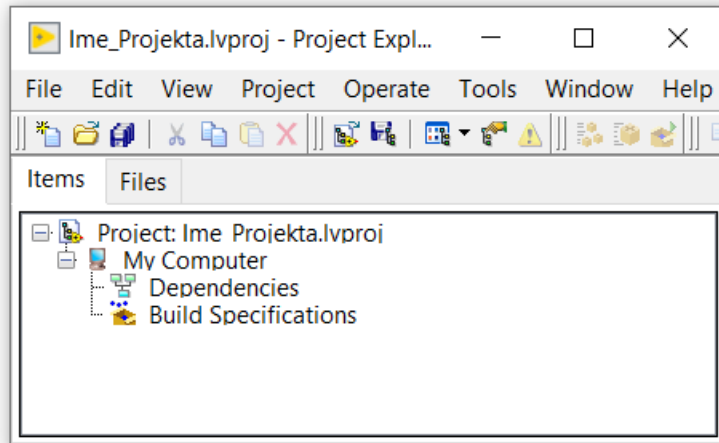 Ime_Projekta.lvproj - Project Expl...
File Edit View Project Operate Tools Window Help
Items Files
Project: Ime_Projekta.lvproj
My Computer
Dependencies
Build Specifications